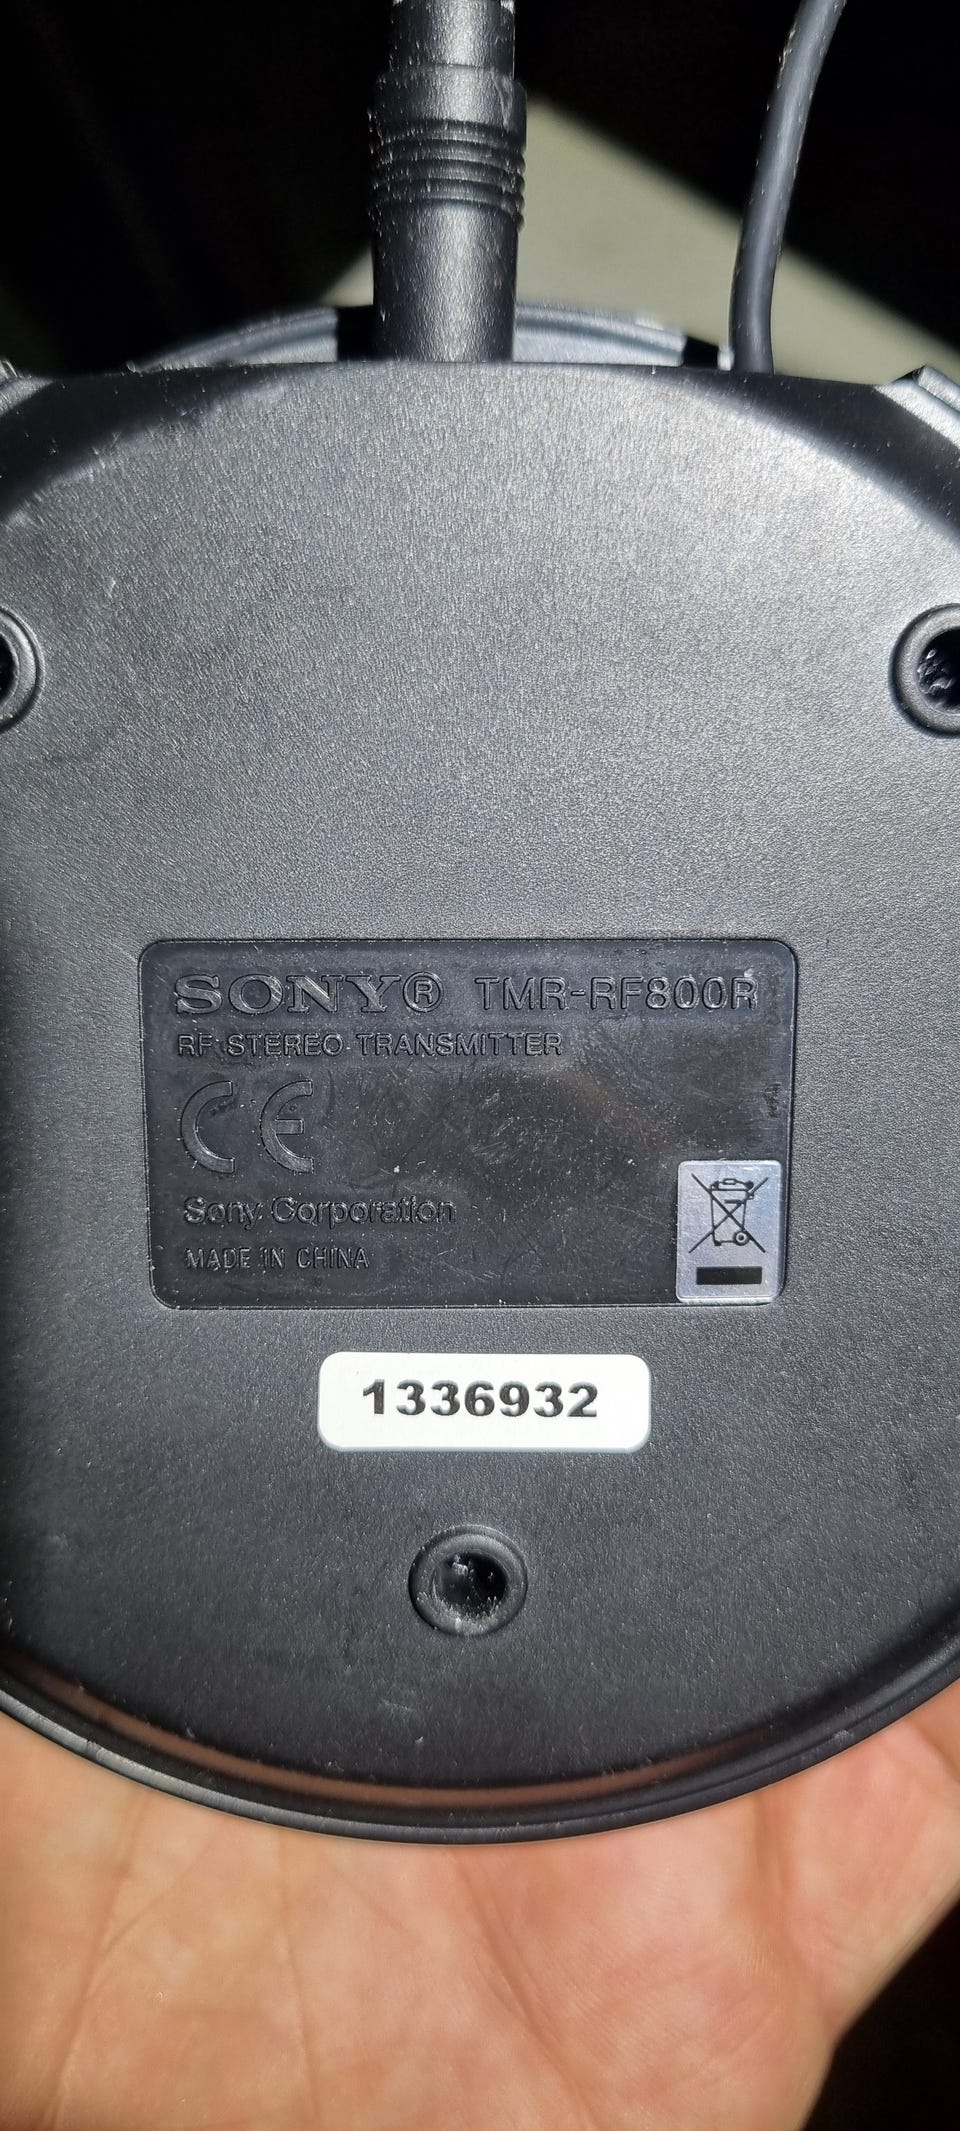 SONY® TMR-RF800R
RF STEREO TRANSMITTER
CE
Sony Corporation
MADE IN CHINA
1336932